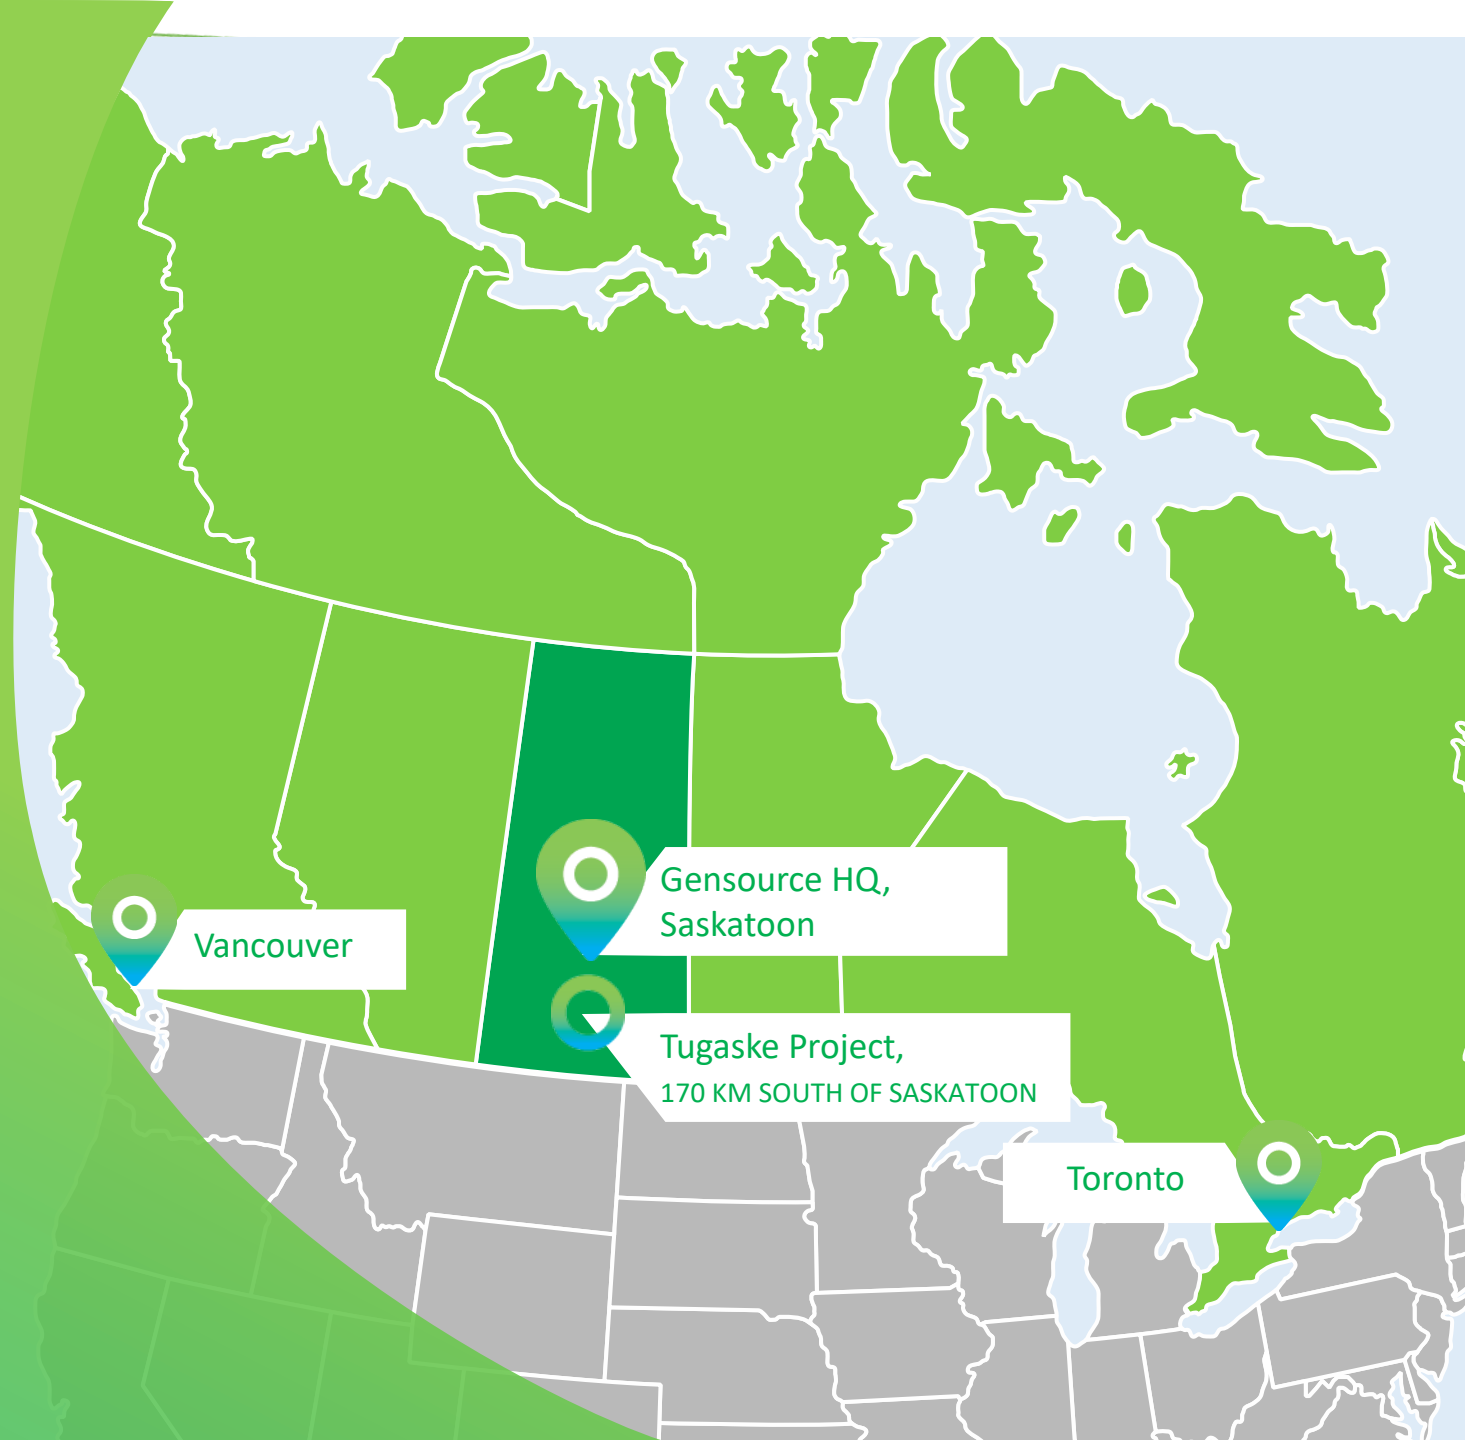 Gensource HQ,
Saskatoon
Vancouver
Tugaske Project,
170 KM SOUTH OF SASKATOON
Toronto